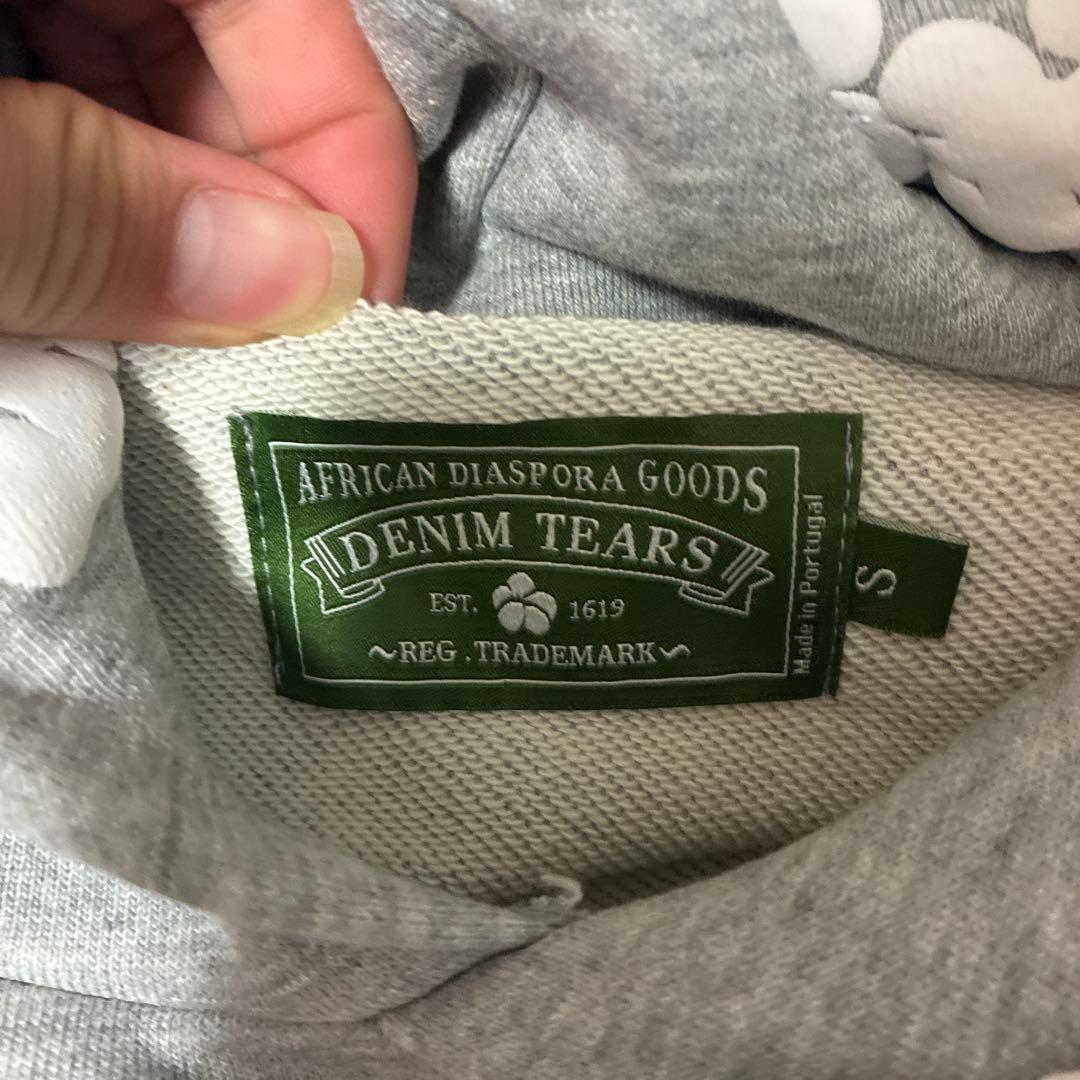 AFRICAN DIASPORA GOODS
DENIM TEARS
EST. 1619
~REG .TRADEMARK~
Made in Portugal
S